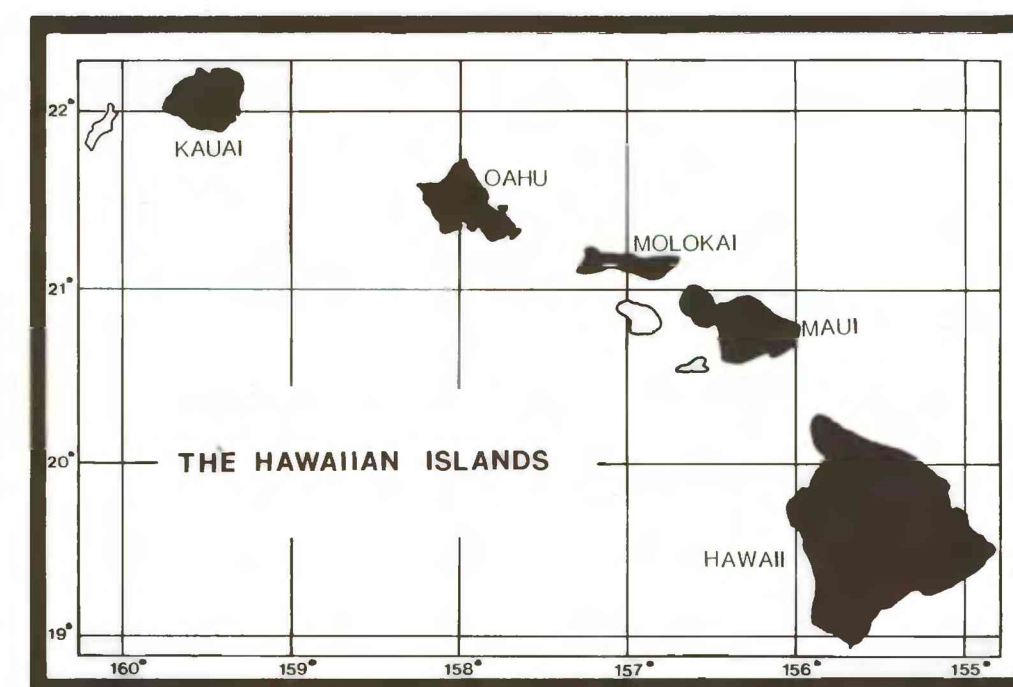 22°
KAUAI
OAHU
MOLOKAI
21°
MAUI
20°
THE HAWAIIAN ISLANDS
HAWAII
19°
160° 159° 158° 157° 156° 155°